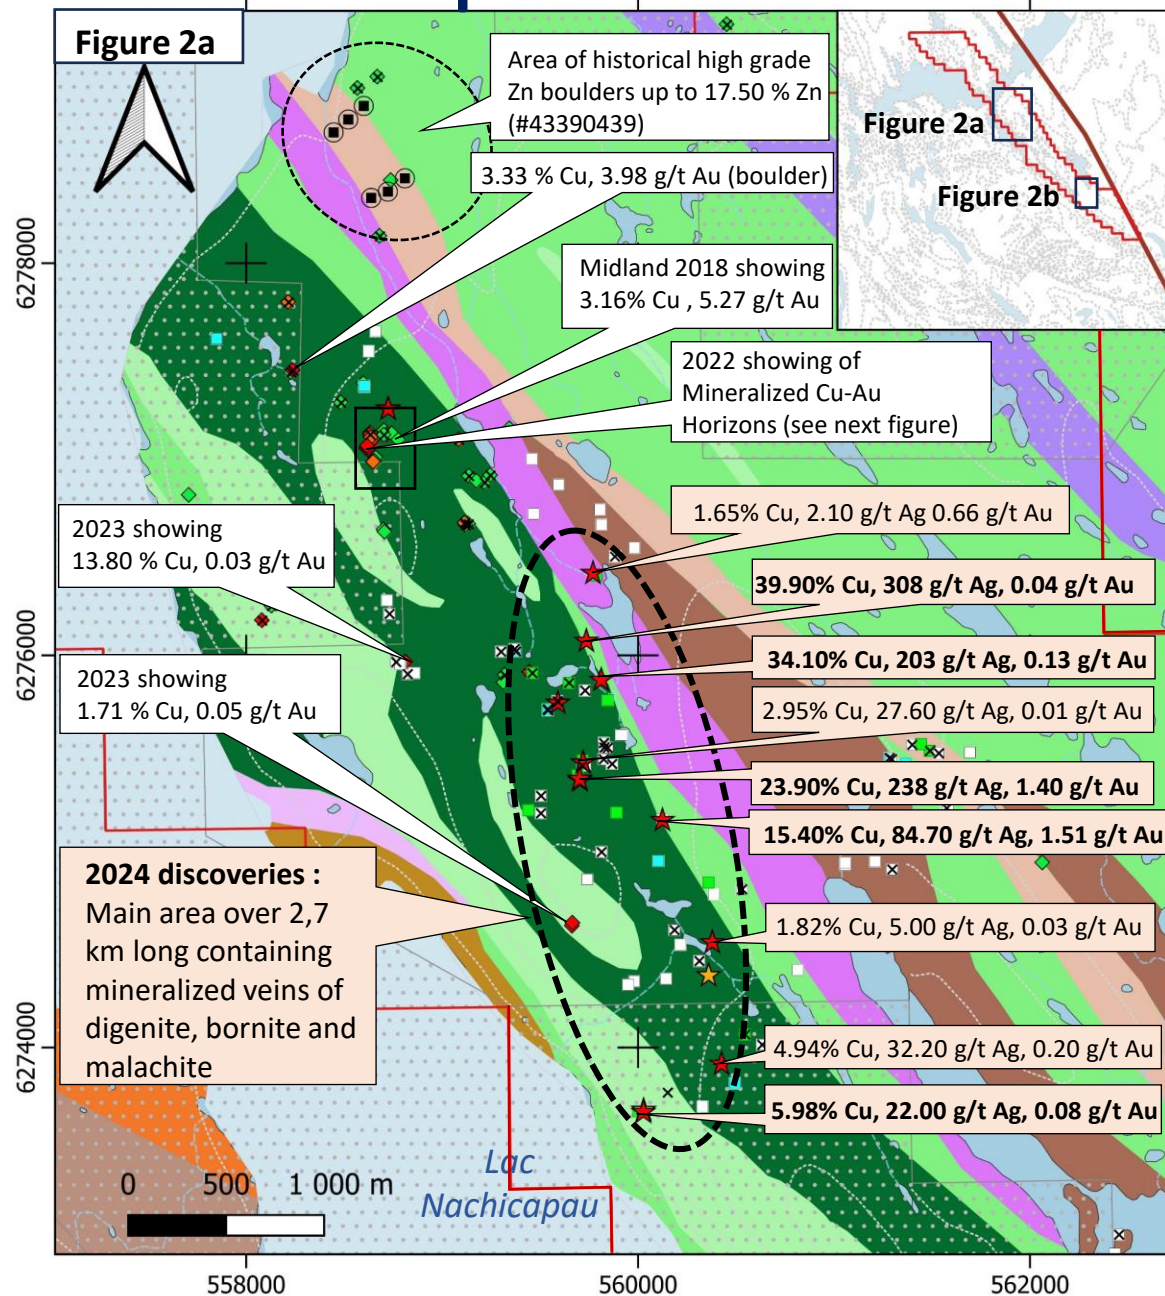 Figure 2a
Area of historical high grade
Zn boulders up to 17.50 % Zn
(#43390439)
3.33 % Cu, 3.98 g/t Au (boulder)
Midland 2018 showing
3.16% Cu , 5.27 g/t Au
2022 showing of
Mineralized Cu-Au
Horizons (see next figure)
Figure 2a
Figure 2b
1.65% Cu, 2.10 g/t Ag 0.66 g/t Au
39.90% Cu, 308 g/t Ag, 0.04 g/t Au
34.10% Cu, 203 g/t Ag, 0.13 g/t Au
2.95% Cu, 27.60 g/t Ag, 0.01 g/t Au
23.90% Cu, 238 g/t Ag, 1.40 g/t Au
15.40% Cu, 84.70 g/t Ag, 1.51 g/t Au
1.82% Cu, 5.00 g/t Ag, 0.03 g/t Au
4.94% Cu, 32.20 g/t Ag, 0.20 g/t Au
5.98% Cu, 22.00 g/t Ag, 0.08 g/t Au
2023 showing
13.80 % Cu, 0.03 g/t Au
2023 showing
1.71 % Cu, 0.05 g/t Au
2024 discoveries :
Main area over 2,7
km long containing
mineralized veins of
digenite, bornite and
malachite
Lac
Nachicapau
0 500 1 000 m
6278000
6276000
6274000
558000 560000 562000